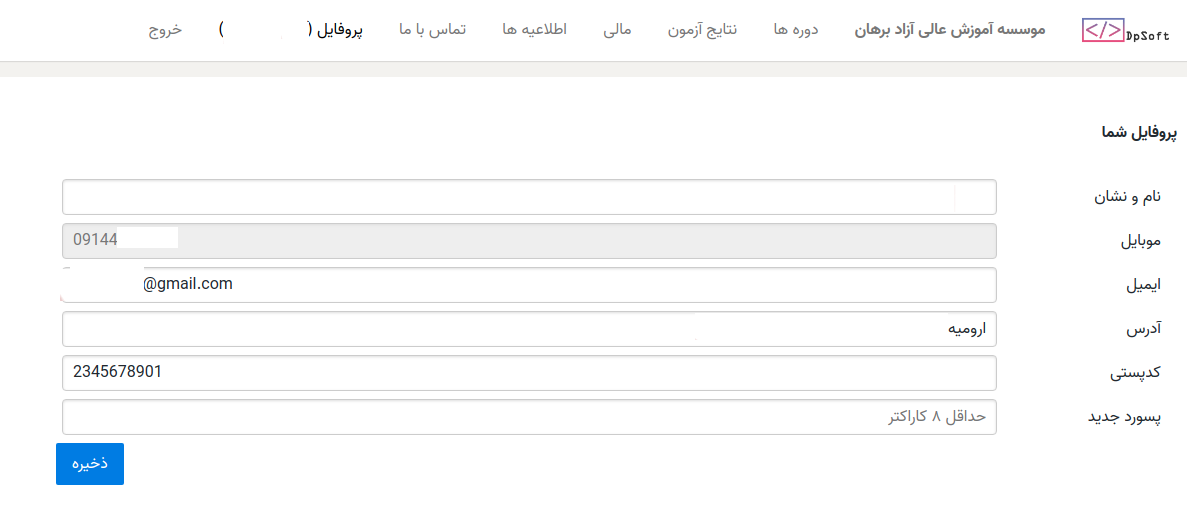 </> DpSoft موسسه آموزش عالی آزاد برهان دوره ها نتایج آزمون مالی اطلاعیه ها تماس با ما پروفایل ( ) خروج
پروفایل شما
نام و نشان
موبایل 09144
ایمیل @gmail.com
آدرس ارومیه
کدپستی 2345678901
پسورد جدید حداقل ۸ کاراکتر
ذخیره